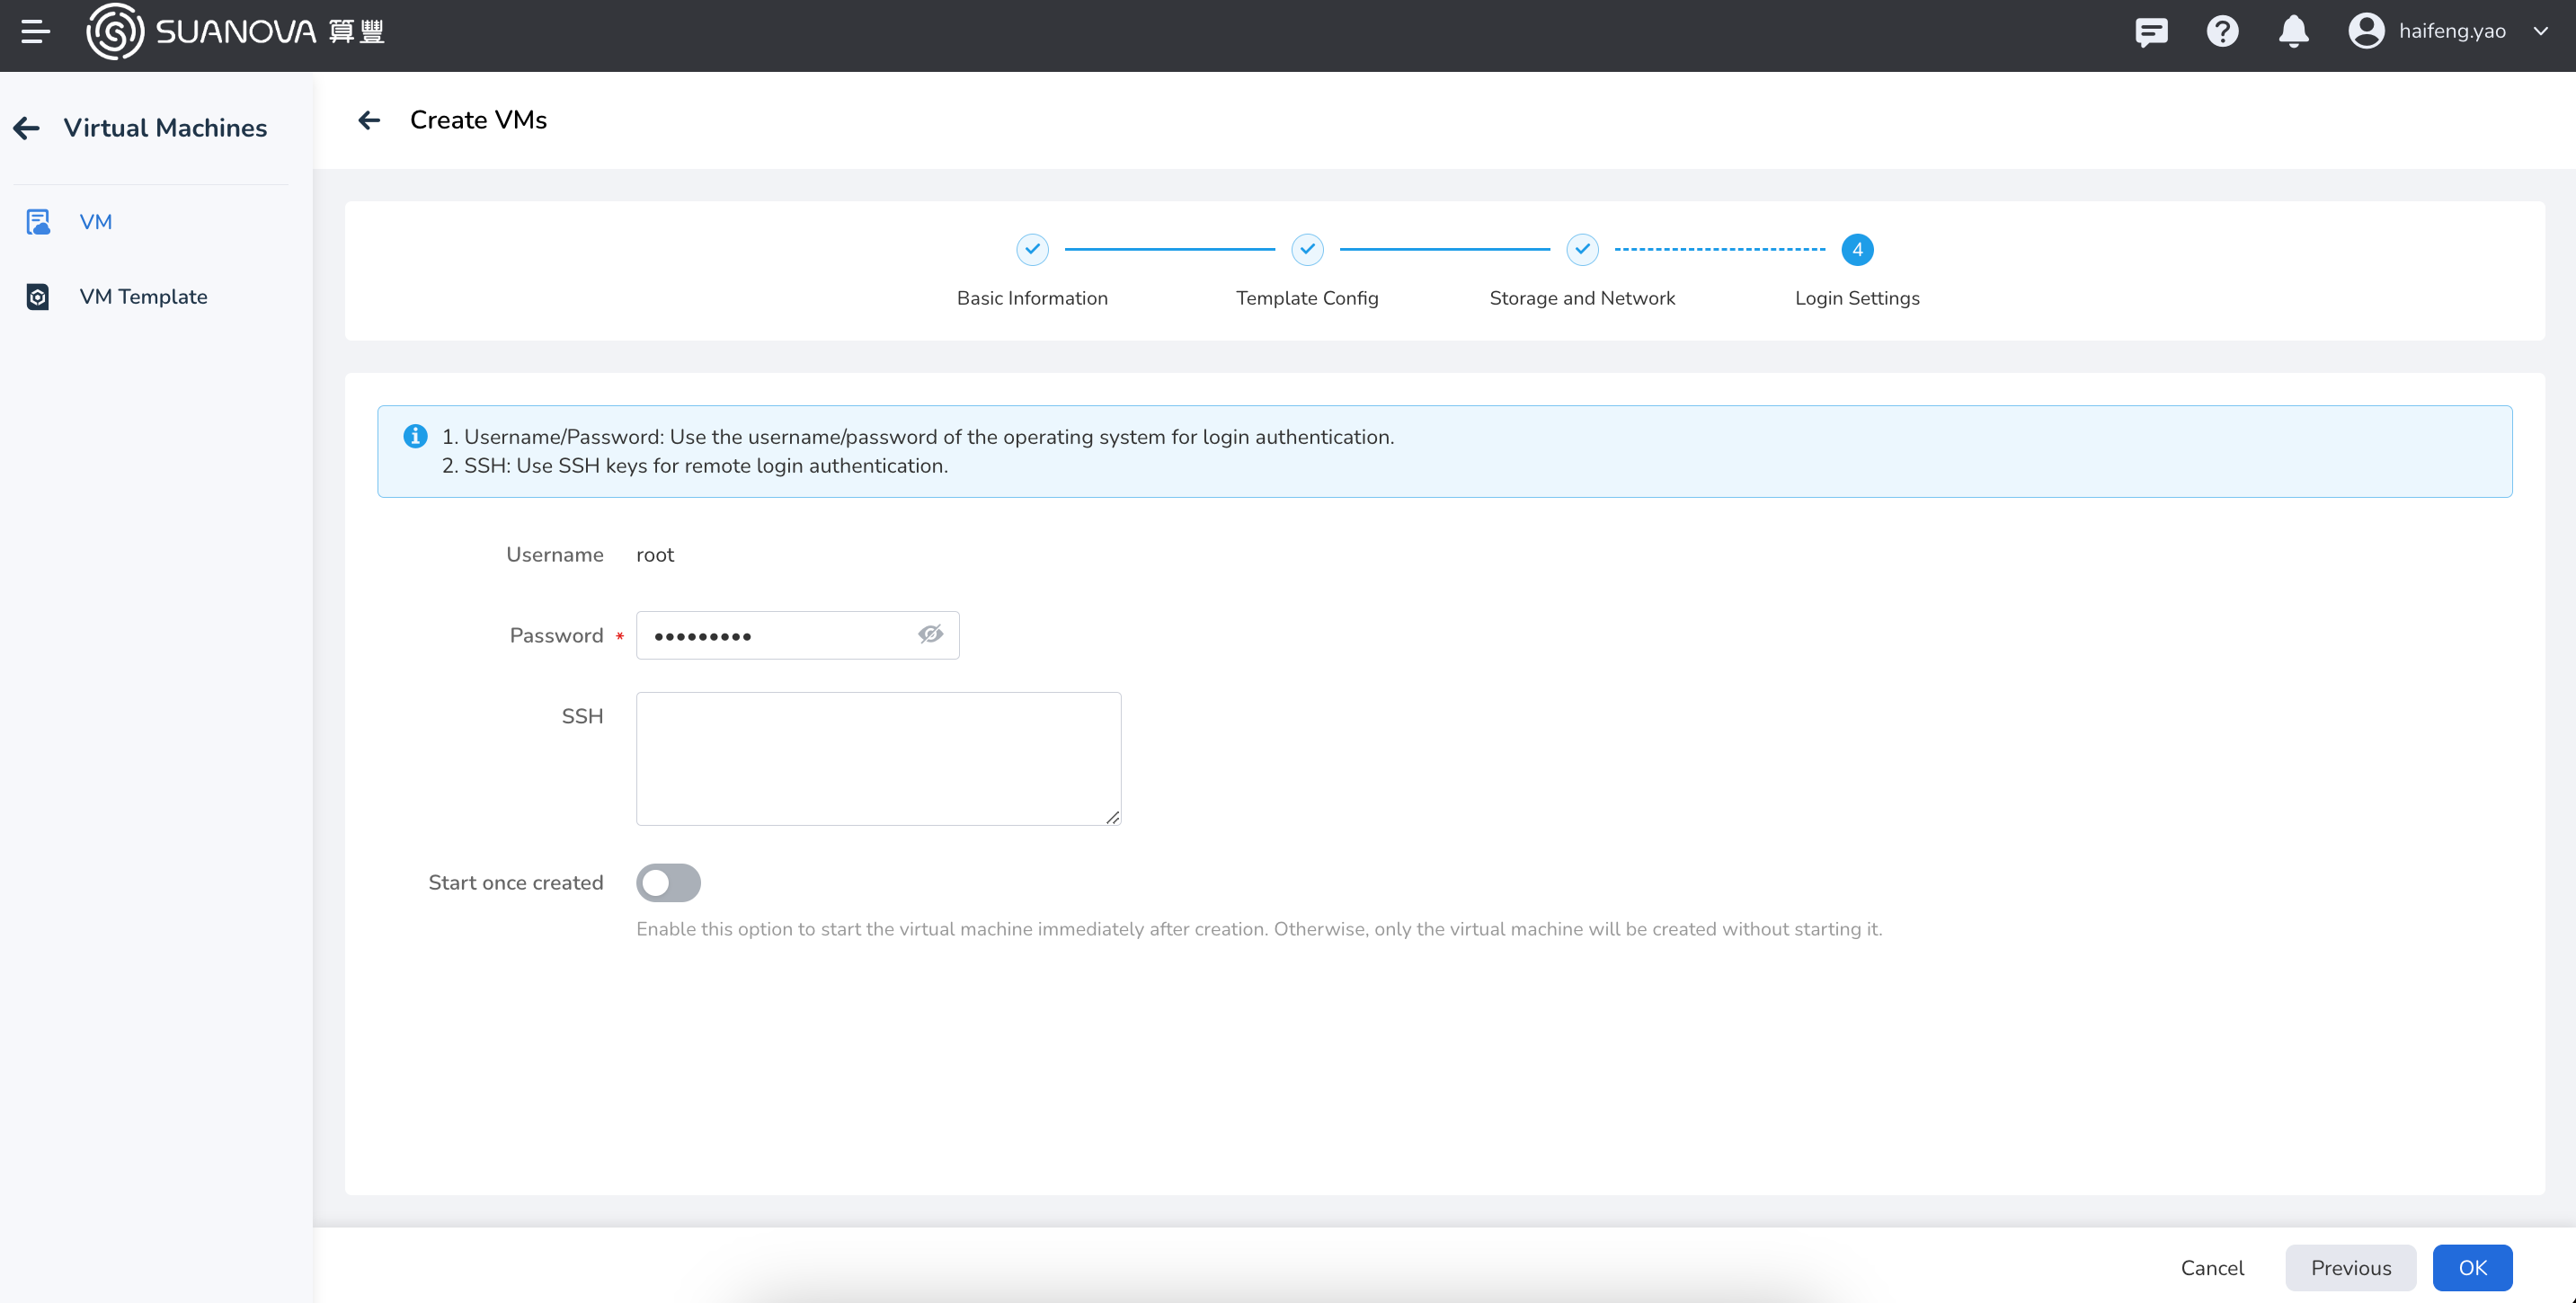 SUANOVA 算豐
haifeng.yao
Virtual Machines
VM
VM Template
Create VMs
4
Basic Information
Template Config
Storage and Network
Login Settings
1. Username/Password: Use the username/password of the operating system for login authentication.
2. SSH: Use SSH keys for remote login authentication.
Username root
Password * •••••••••
SSH
Start once created
Enable this option to start the virtual machine immediately after creation. Otherwise, only the virtual machine will be created without starting it.
Cancel
Previous
OK